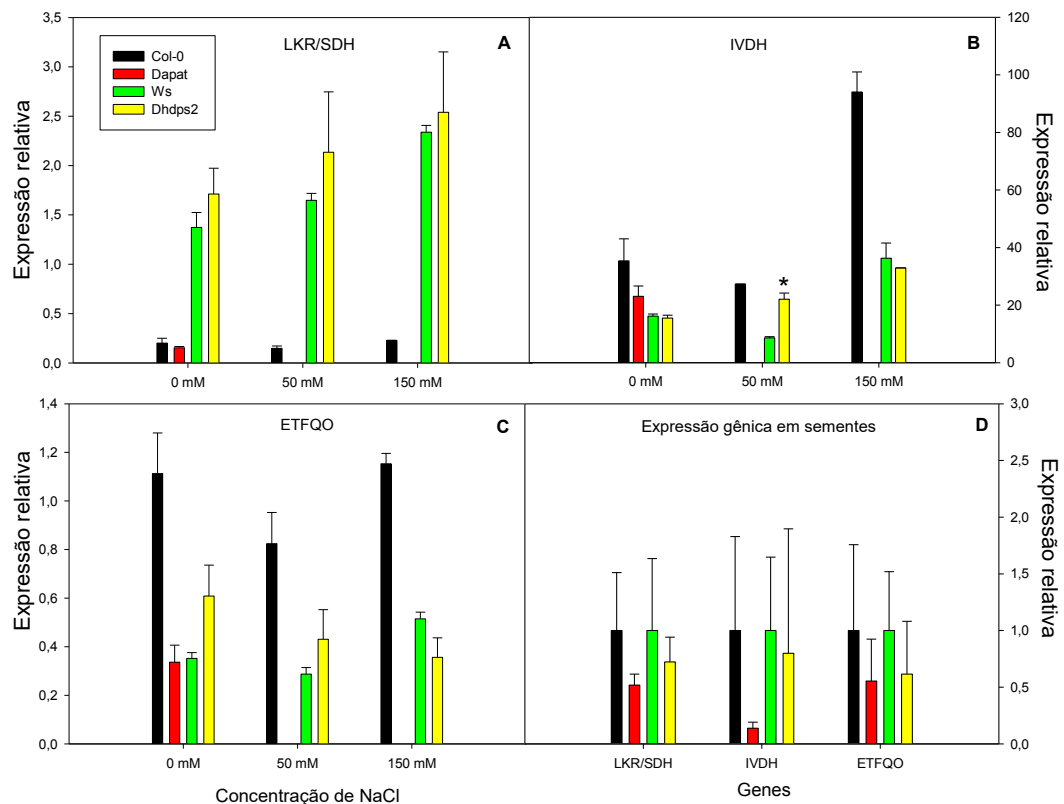 LKR/SDH
A
Col-0
Dapat
Ws
Dhdps2
Expressão relativa
3,5
3,0
2,5
2,0
1,5
1,0
0,5
0,0
0 mM
50 mM
150 mM
IVDH
B
*
Expressão relativa
120
100
80
60
40
20
0
0 mM
50 mM
150 mM
ETFQO
C
Expressão relativa
1,4
1,2
1,0
0,8
0,6
0,4
0,2
0,0
0 mM
50 mM
150 mM
Concentração de NaCl
Expressão gênica em sementes
D
Expressão relativa
3,0
2,5
2,0
1,5
1,0
0,5
0,0
LKR/SDH
IVDH
ETFQO
Genes